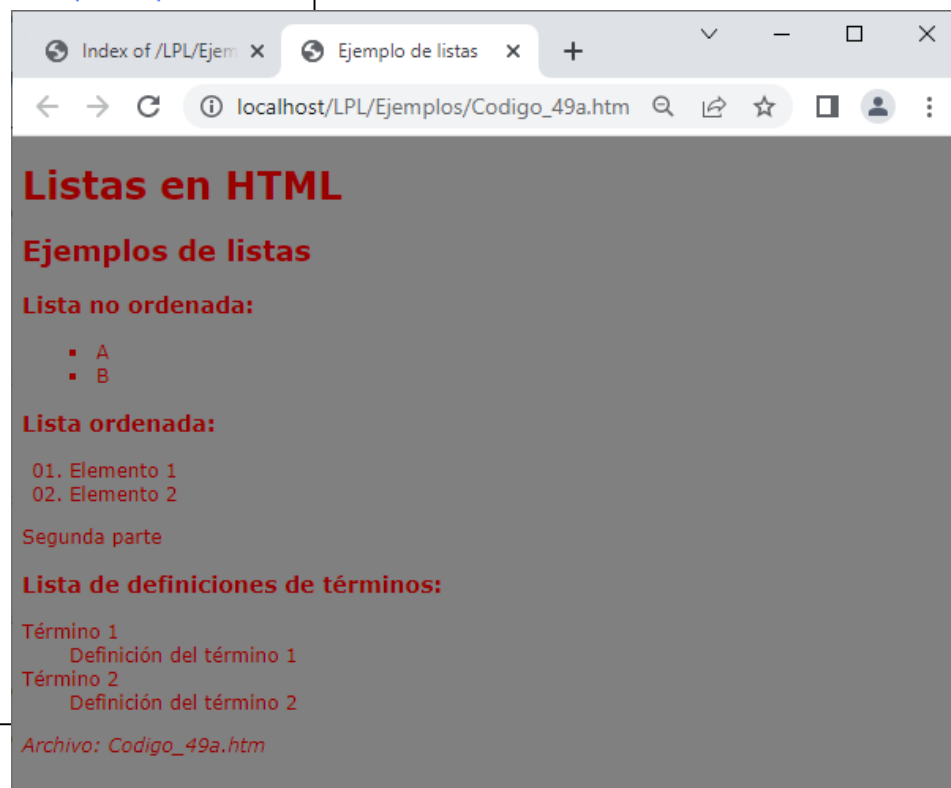 Index of /LPL/Ejem
Ejemplo de listas
localhost/LPL/Ejemplos/Codigo_49a.htm
Listas en HTML
Ejemplos de listas
Lista no ordenada:
A
B
Lista ordenada:
01. Elemento 1
02. Elemento 2
Segunda parte
Lista de definiciones de términos:
Término 1
Definición del término 1
Término 2
Definición del término 2
Archivo: Codigo_49a.htm